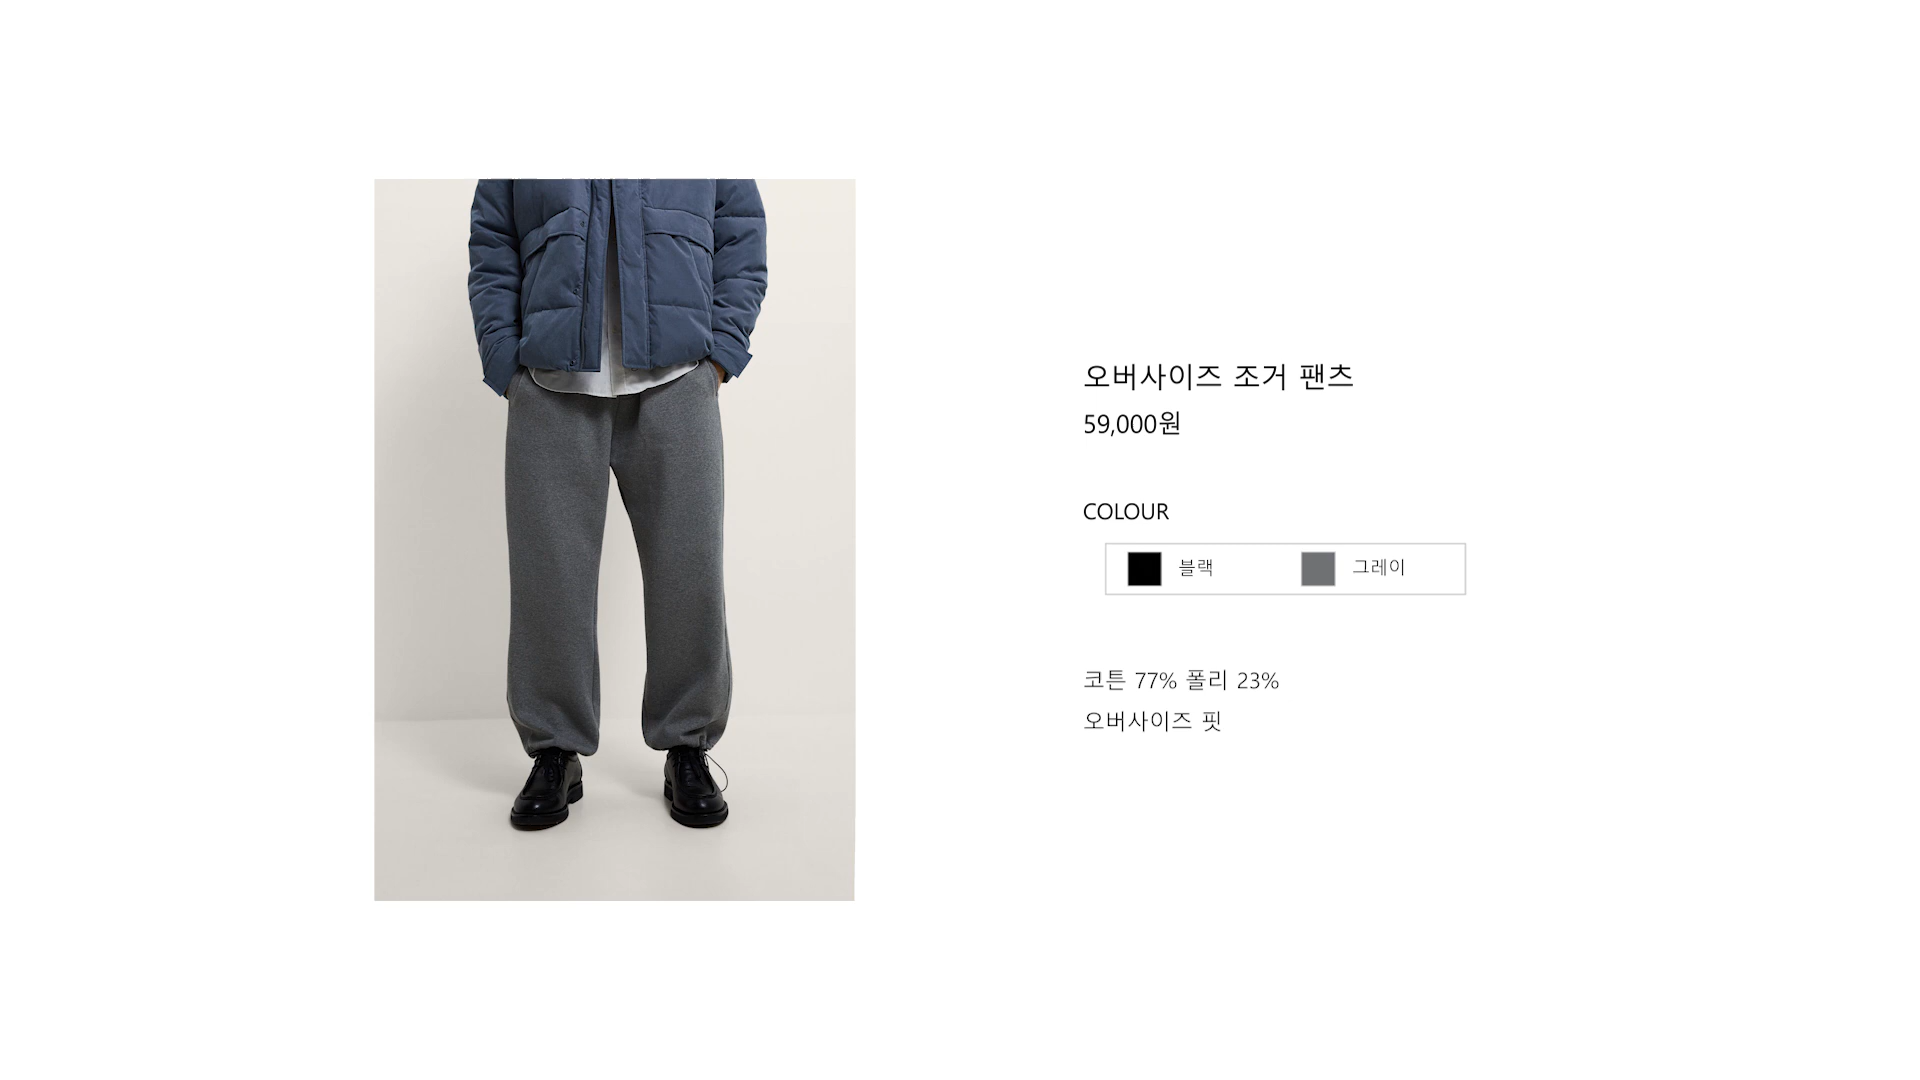 오버사이즈 조거 팬츠
59,000원
COLOUR
블랙 그레이
코튼 77% 폴리 23%
오버사이즈 핏